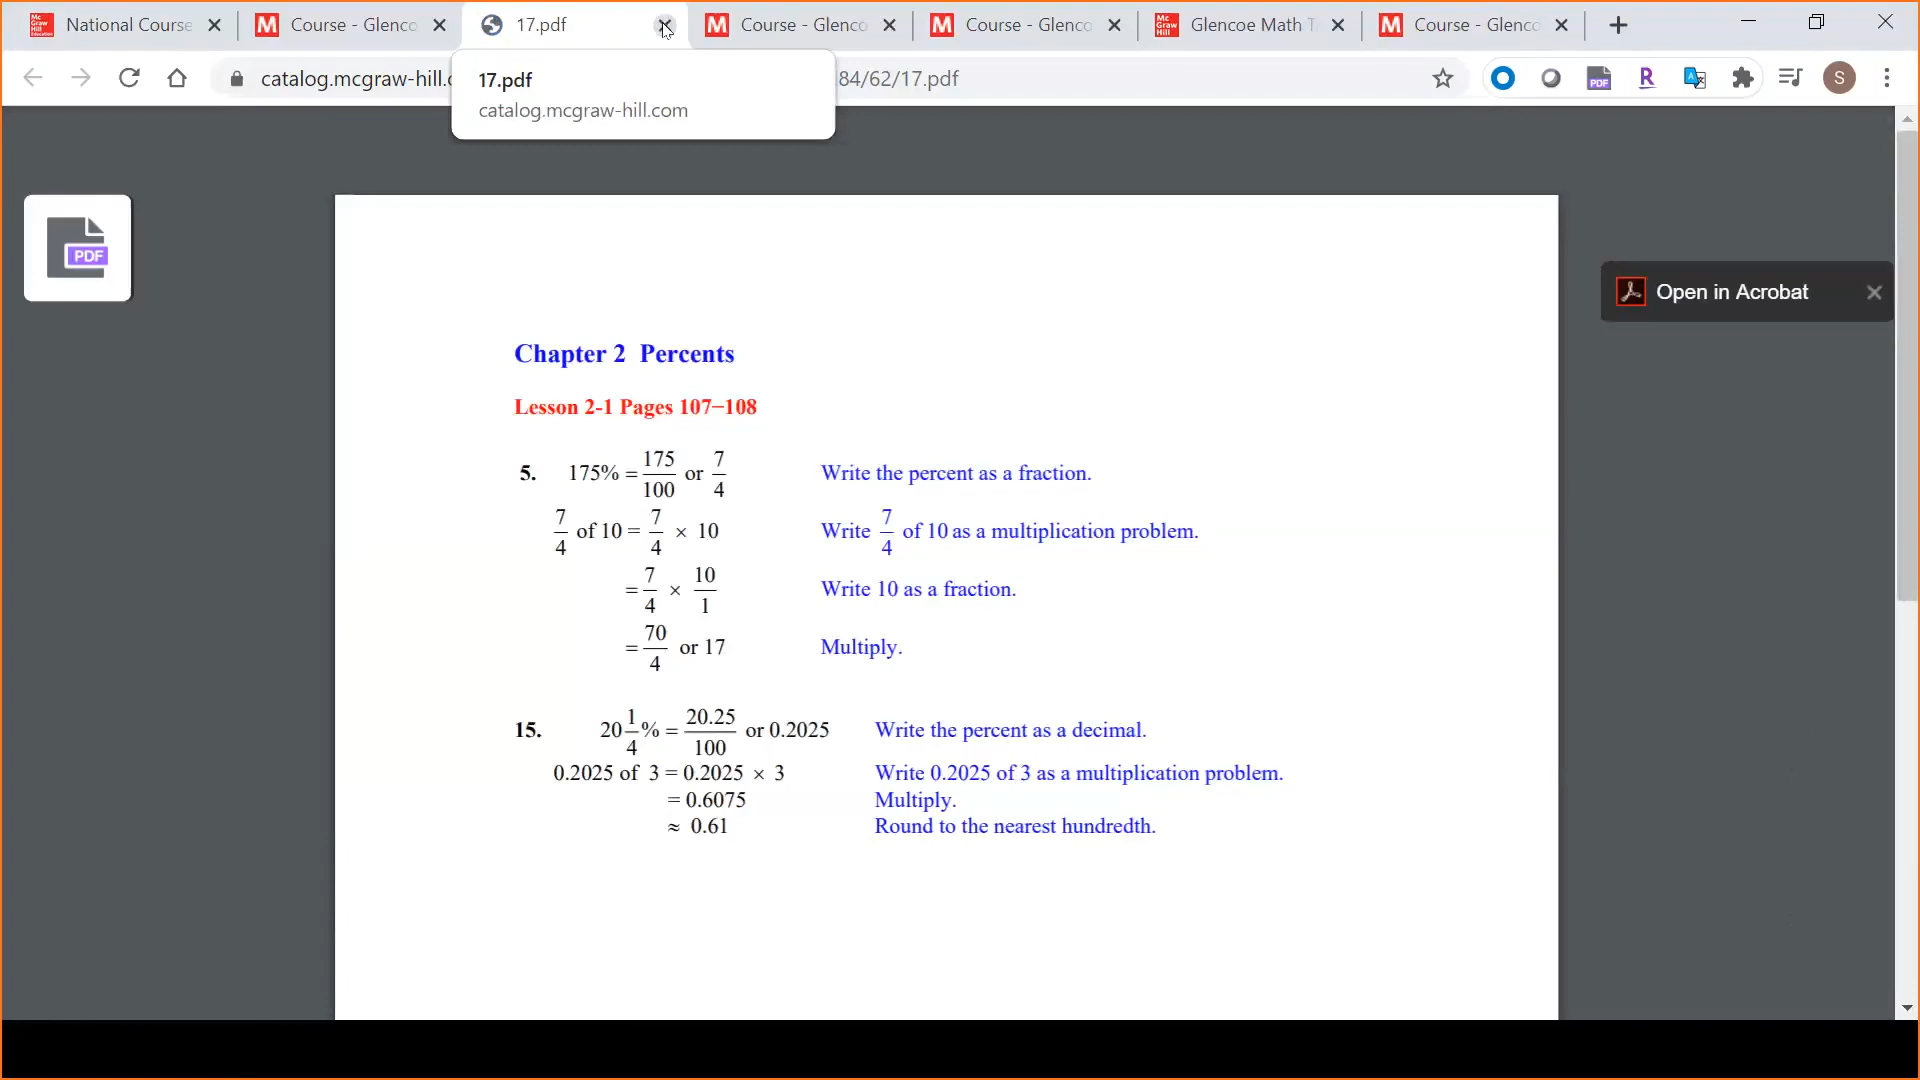 National Course
Course - Glenco
17.pdf
Course - Glenco
Course - Glenco
Glencoe Math T
Course - Glenco
catalog.mcgraw-hill.c
84/62/17.pdf
17.pdf
catalog.mcgraw-hill.com
PDF
R
S
PDF
Open in Acrobat
Chapter 2 Percents
Lesson 2-1 Pages 107–108
5. 175% = 175/100 or 7/4 Write the percent as a fraction.
7/4 of 10 = 7/4 × 10 Write 7/4 of 10 as a multiplication problem.
= 7/4 × 10/1 Write 10 as a fraction.
= 70/4 or 17 Multiply.
15. 20 1/4% = 20.25/100 or 0.2025 Write the percent as a decimal.
0.2025 of 3 = 0.2025 × 3 Write 0.2025 of 3 as a multiplication problem.
= 0.6075 Multiply.
≈ 0.61 Round to the nearest hundredth.